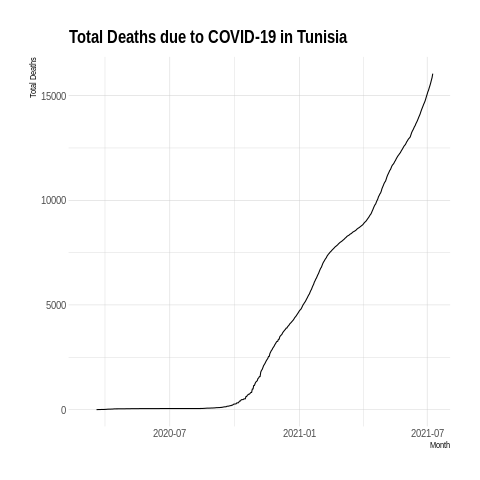 Total Deaths due to COVID-19 in Tunisia
Total Deaths
15000
10000
5000
0
2020-07 2021-01 2021-07
Month